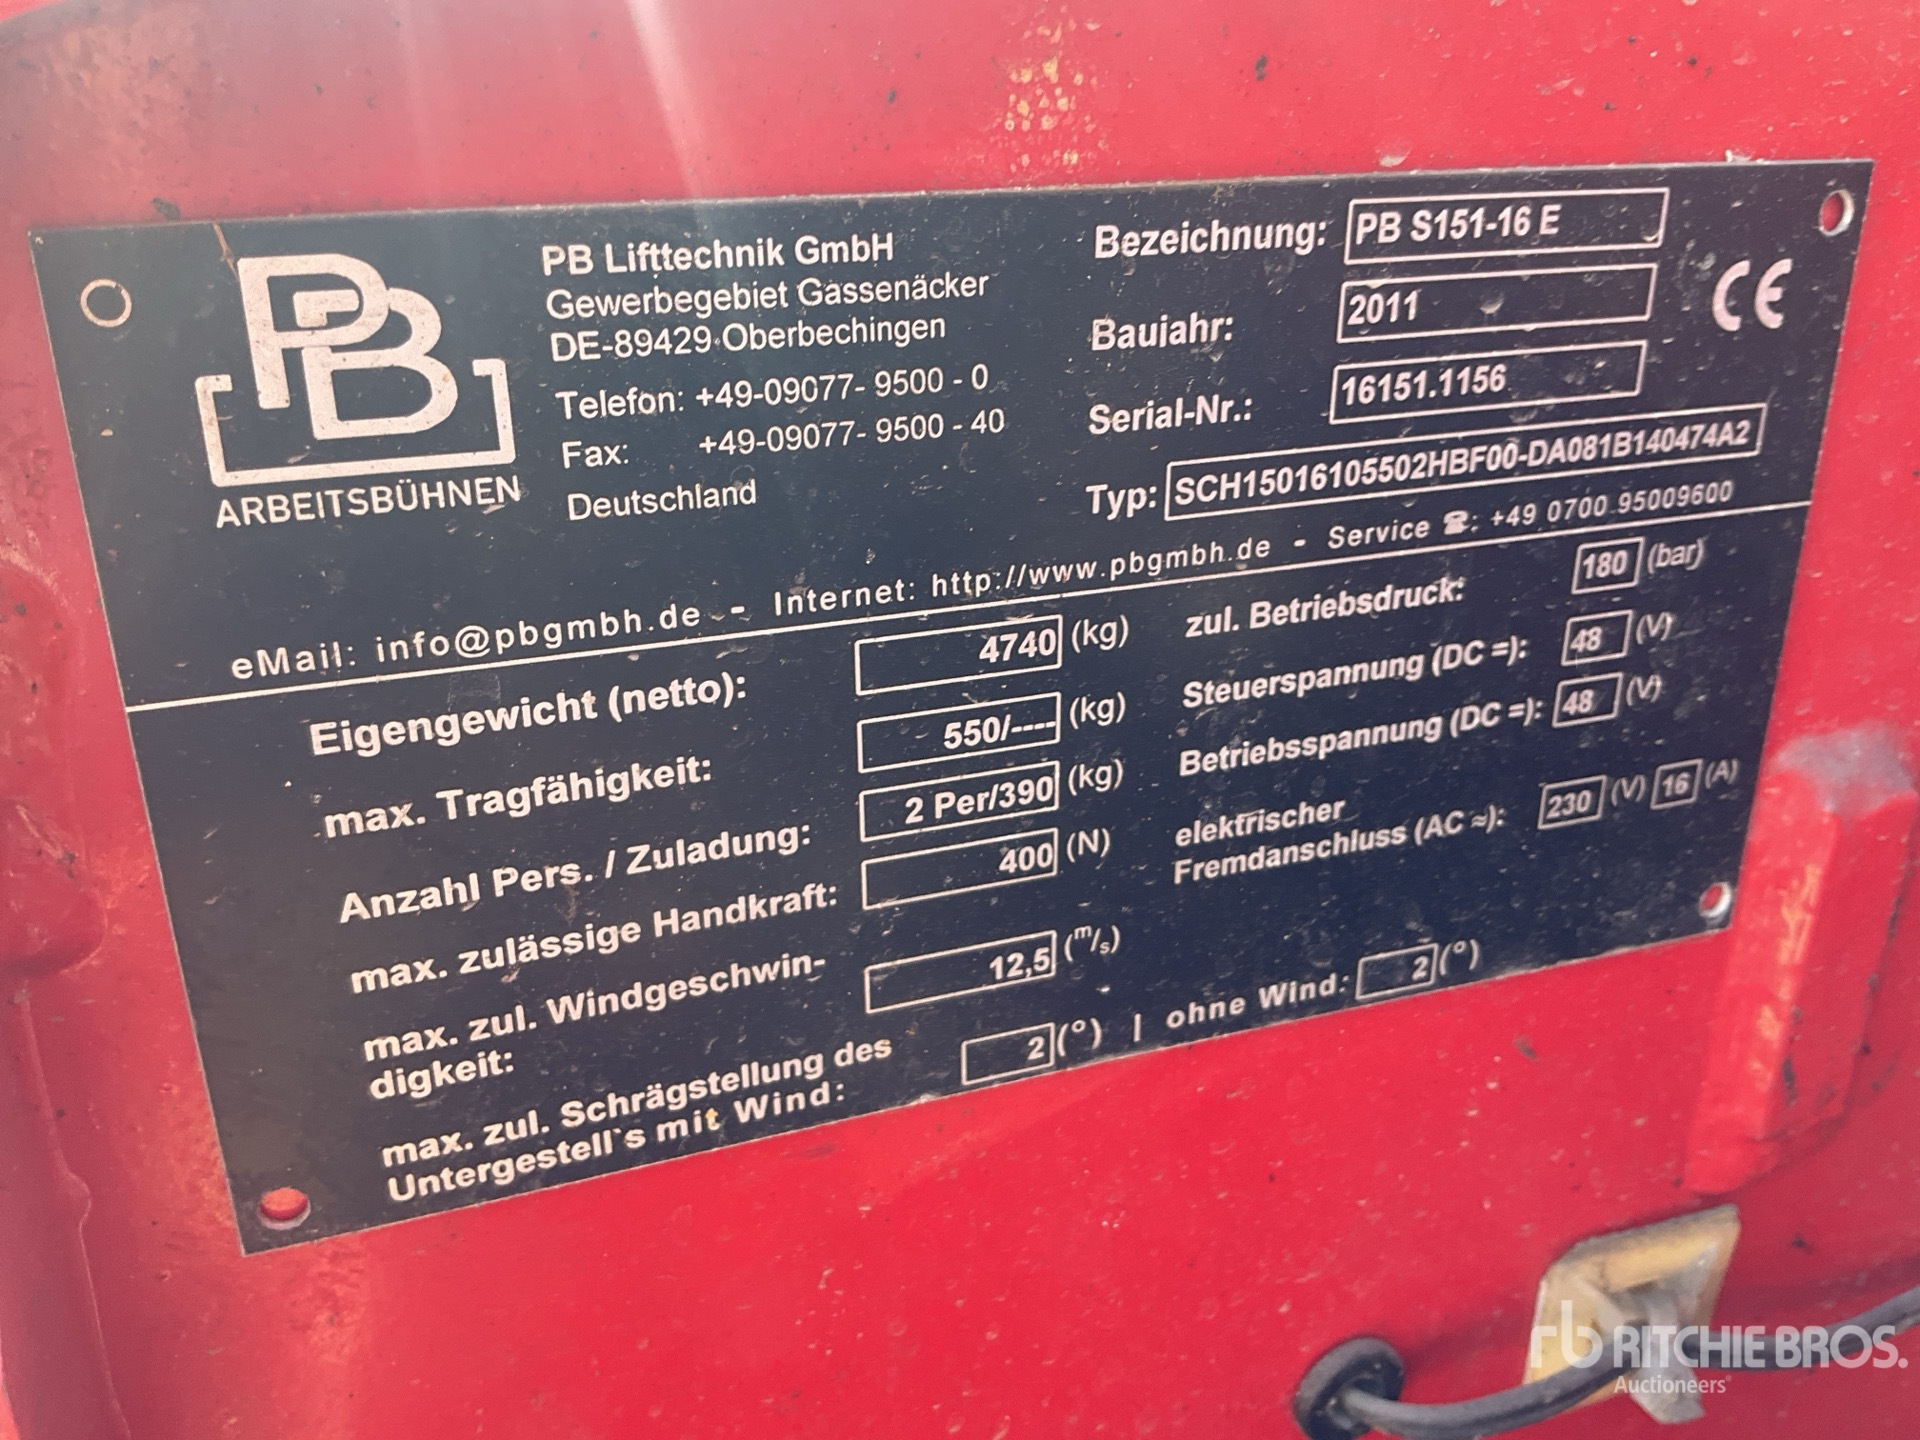 PB
ARBEITSBÜHNEN
PB Lifttechnik GmbH
Gewerbegebiet Gassenäcker
DE-89429 Oberbechingen
Telefon: +49-09077- 9500 - 0
Fax: +49-09077- 9500 - 40
Deutschland
Bezeichnung: PB S151-16 E
Baujahr: 2011
Serial-Nr.: 16151.1156
Typ: SCH15016105502HBF00-DA081B140474A2
CE
eMail: info@pbgmbh.de - Internet: http://www.pbgmbh.de - Service ☎: +49 0700 95009600
Eigengewicht (netto): 4740 (kg)
max. Tragfähigkeit: 550/---- (kg)
Anzahl Pers. / Zuladung: 2 Per/390 (kg)
max. zulässige Handkraft: 400 (N)
max. zul. Windgeschwin-
digkeit: 12,5 (m/s)
max. zul. Schrägstellung des
Untergestell`s mit Wind: 2 (°) | ohne Wind: 2 (°)
zul. Betriebsdruck: 180 (bar)
Steuerspannung (DC =): 48 (V)
Betriebsspannung (DC =): 48 (V)
elektrischer
Fremdanschluss (AC ≈): 230 (V) 16 (A)
rb RITCHIE BROS.
Auctioneers